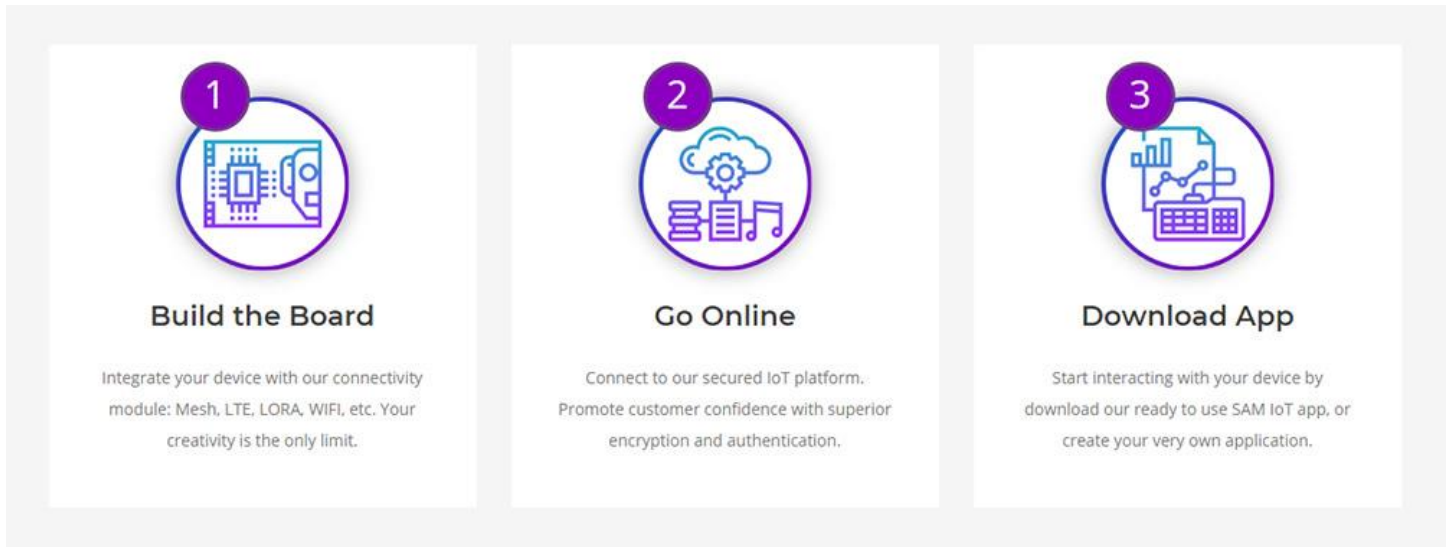 1
Build the Board
Integrate your device with our connectivity
module: Mesh, LTE, LORA, WIFI, etc. Your
creativity is the only limit.
2
Go Online
Connect to our secured IoT platform.
Promote customer confidence with superior
encryption and authentication.
3
Download App
Start interacting with your device by
download our ready to use SAM IoT app, or
create your very own application.